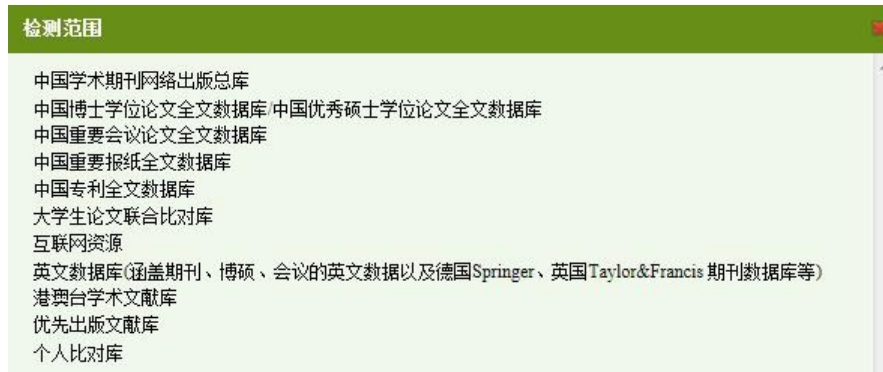 检测范围
中国学术期刊网络出版总库
中国博士学位论文全文数据库/中国优秀硕士学位论文全文数据库
中国重要会议论文全文数据库
中国重要报纸全文数据库
中国专利全文数据库
大学生论文联合比对库
互联网资源
英文数据库(涵盖期刊、博硕、会议的英文数据以及德国Springer、英国Taylor&Francis 期刊数据库等)
港澳台学术文献库
优先出版文献库
个人比对库